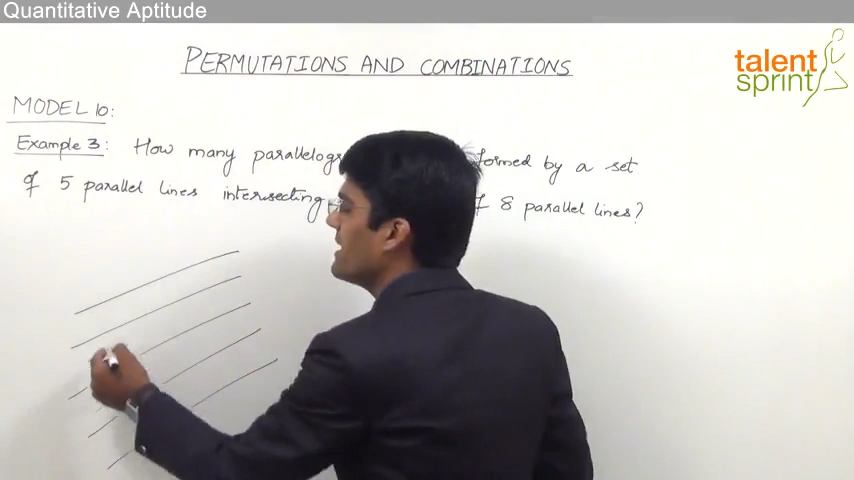 Quantitative Aptitude
PERMUTATIONS AND COMBINATIONS
talent
sprint
MODEL 10:
Example 3: How many parallelog formed by a set
of 5 parallel lines intersecting of 8 parallel lines?